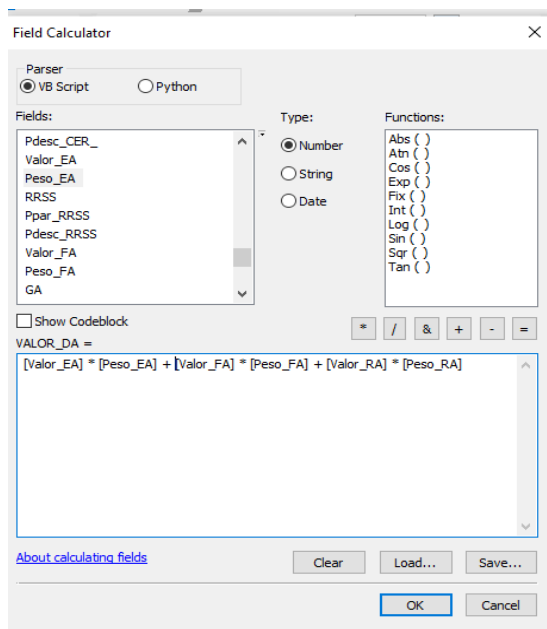 Field Calculator
Parser
VB Script Python
Fields:
Pdesc_CER_
Valor_EA
Peso_EA
RRSS
Ppar_RRSS
Pdesc_RRSS
Valor_FA
Peso_FA
GA
Type:
Number
String
Date
Functions:
Abs ( )
Atn ( )
Cos ( )
Exp ( )
Fix ( )
Int ( )
Log ( )
Sin ( )
Sqr ( )
Tan ( )
Show Codeblock
* / & + - =
VALOR_DA =
[Valor_EA] * [Peso_EA] + [Valor_FA] * [Peso_FA] + [Valor_RA] * [Peso_RA]
About calculating fields
Clear Load... Save...
OK Cancel